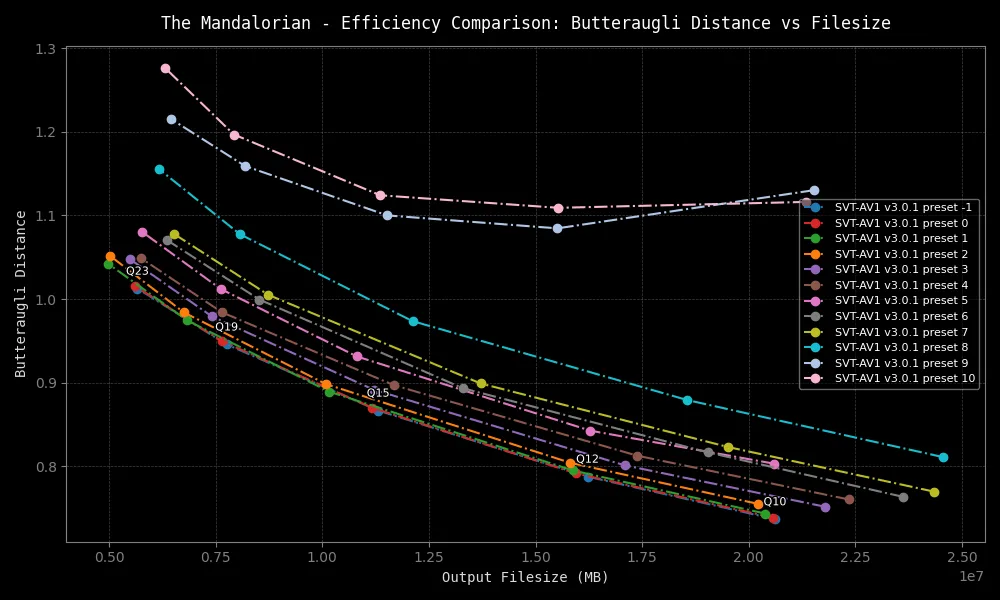 The Mandalorian - Efficiency Comparison: Butteraugli Distance vs Filesize
Butteraugli Distance
1.3
1.2
1.1
1.0
0.9
0.8
Q23
Q19
Q15
Q12
Q10
SVT-AV1 v3.0.1 preset -1
SVT-AV1 v3.0.1 preset 0
SVT-AV1 v3.0.1 preset 1
SVT-AV1 v3.0.1 preset 2
SVT-AV1 v3.0.1 preset 3
SVT-AV1 v3.0.1 preset 4
SVT-AV1 v3.0.1 preset 5
SVT-AV1 v3.0.1 preset 6
SVT-AV1 v3.0.1 preset 7
SVT-AV1 v3.0.1 preset 8
SVT-AV1 v3.0.1 preset 9
SVT-AV1 v3.0.1 preset 10
0.50 0.75 1.00 1.25 1.50 1.75 2.00 2.25 2.50
1e7
Output Filesize (MB)